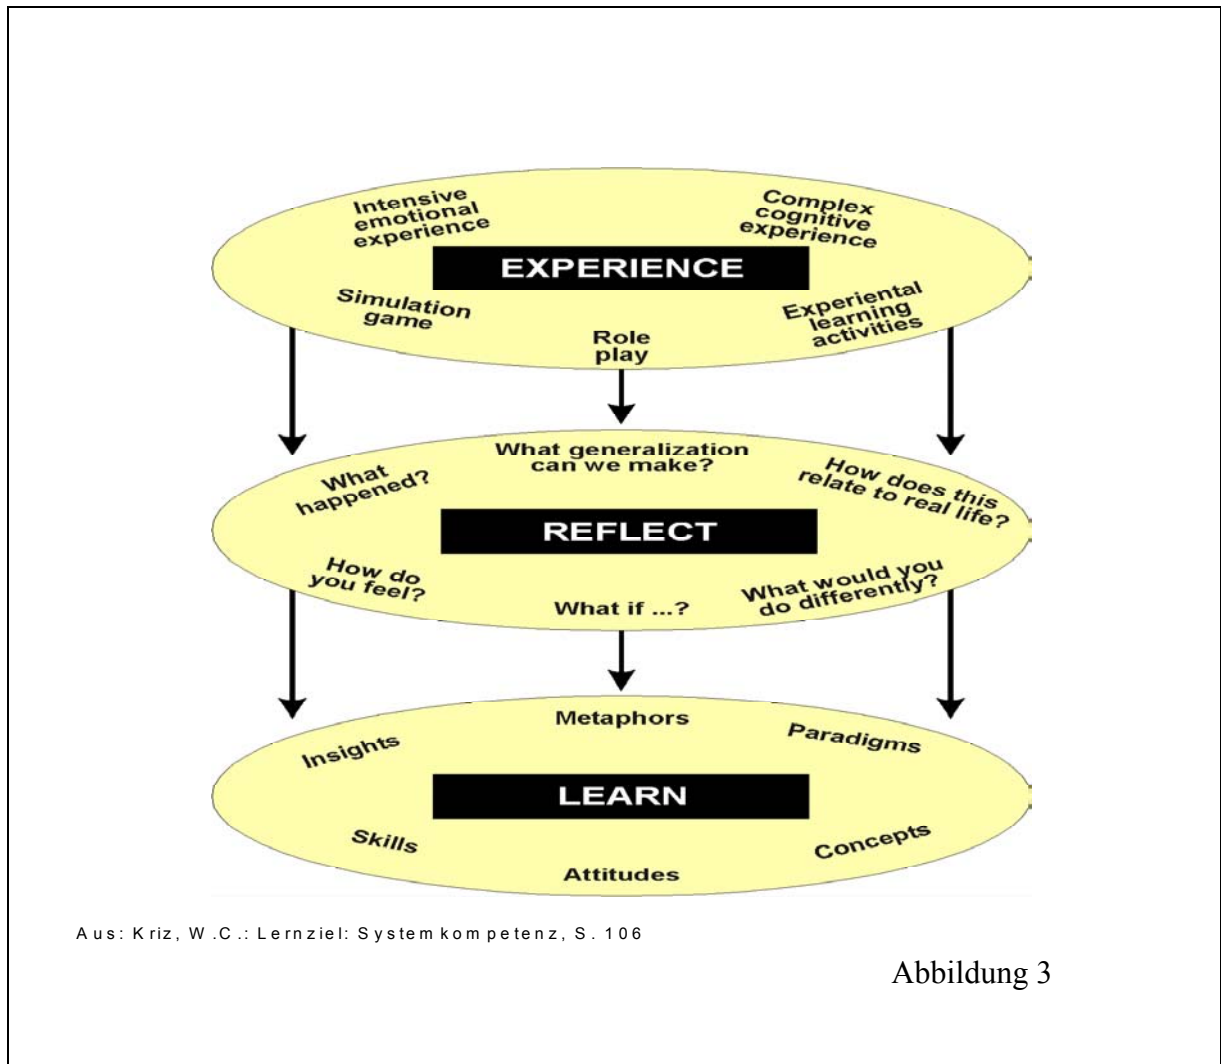 Intensive
emotional
experience
Complex
cognitive
experience
EXPERIENCE
Simulation
game
Role
play
Experiental
learning
activities
What
happened?
What generalization
can we make?
How does this
relate to real life?
REFLECT
How do
you feel?
What if ...?
What would you
do differently?
Insights
Metaphors
Paradigms
LEARN
Skills
Attitudes
Concepts
Aus: Kriz, W.C.: Lernziel: Systemkompetenz, S. 106
Abbildung 3